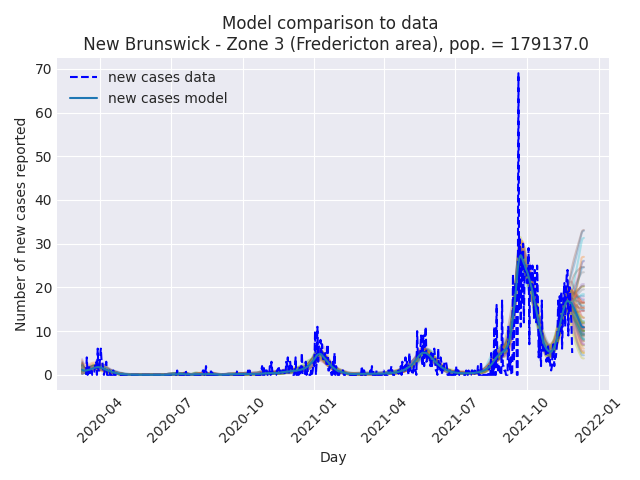 Model comparison to data
New Brunswick - Zone 3 (Fredericton area), pop. = 179137.0
new cases data
new cases model
Number of new cases reported
70
60
50
40
30
20
10
0
2020-04
2020-07
2020-10
2021-01
2021-04
2021-07
2021-10
2022-01
Day